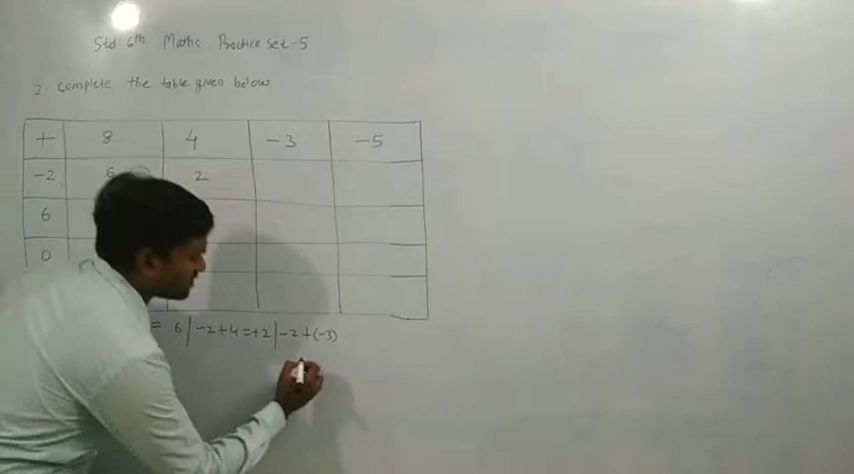 Std 6th Maths Practice set-5
2 complete the table given below
+ 8 4 -3 -5
-2 6 2
6
0
= 6 | -2+4=+2 | -2+(-3)